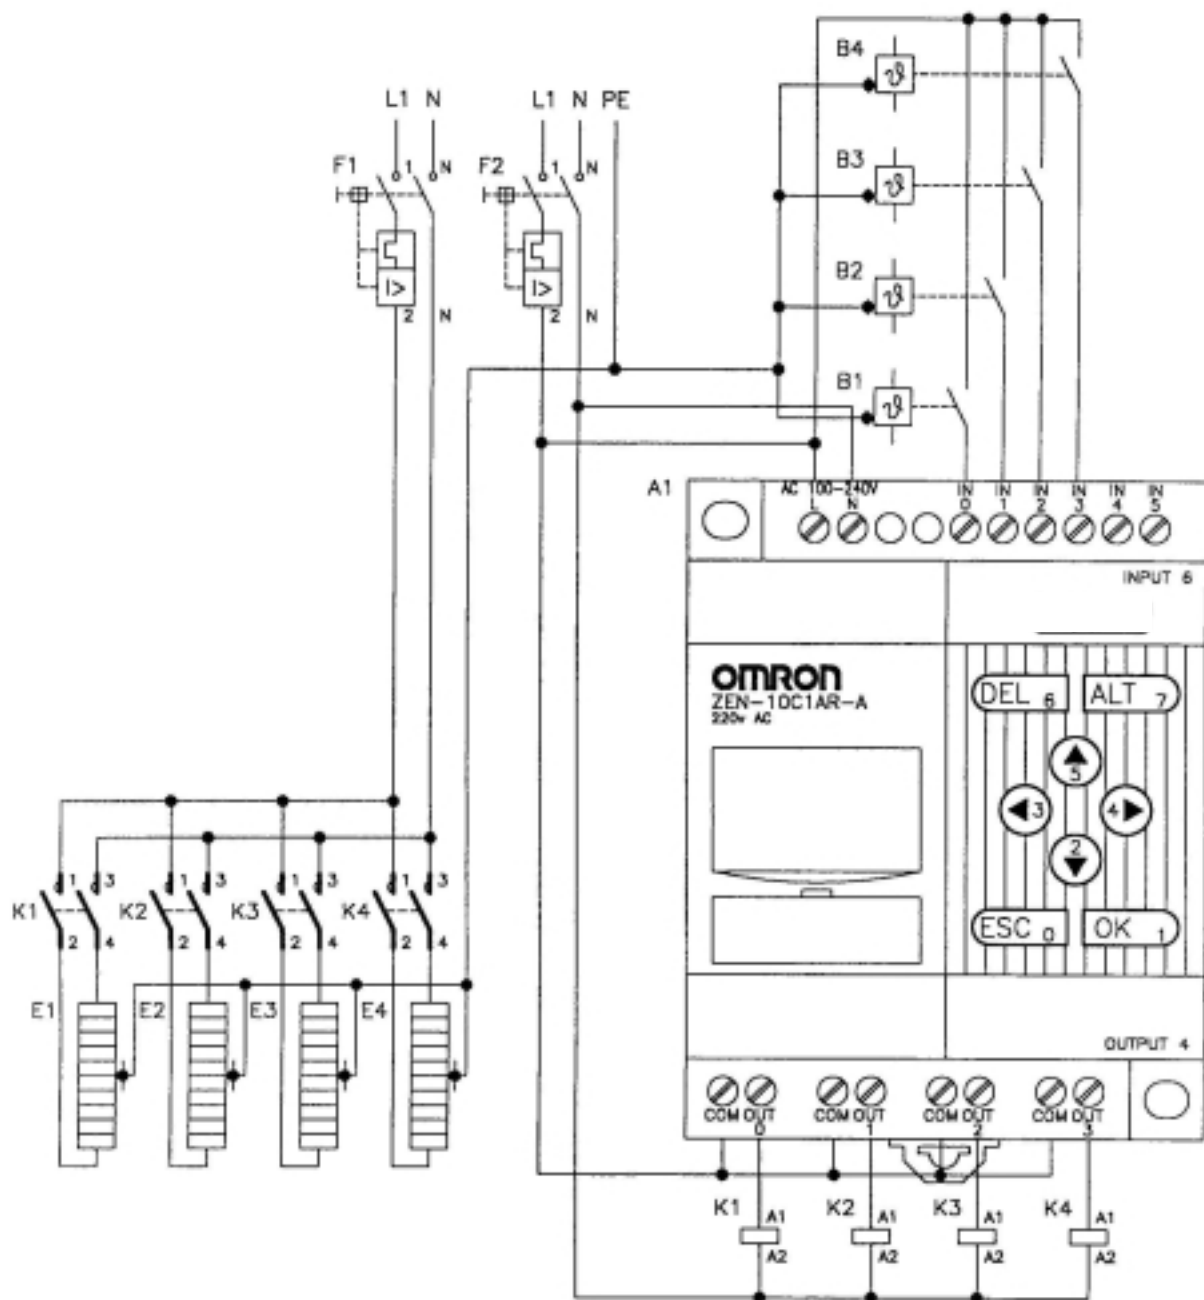 B4
L1 N
L1 N PE
F1
1
N
F2
1
N
B3
I>
2
N
I>
2
N
B2
B1
A1
AC 100-240V
L
N
IN 0
IN 1
IN 2
IN 3
IN 4
IN 5
INPUT 6
OMRON
ZEN-10C1AR-A
220v AC
DEL 6
ALT 7
5
3
4
2
ESC 0
OK 1
K1
1
3
2
4
K2
1
3
2
4
K3
1
3
2
4
K4
1
3
2
4
E1
E2
E3
E4
OUTPUT 4
COM OUT 0
COM OUT 1
COM OUT 2
COM OUT 3
K1
A1
A2
K2
A1
A2
K3
A1
A2
K4
A1
A2